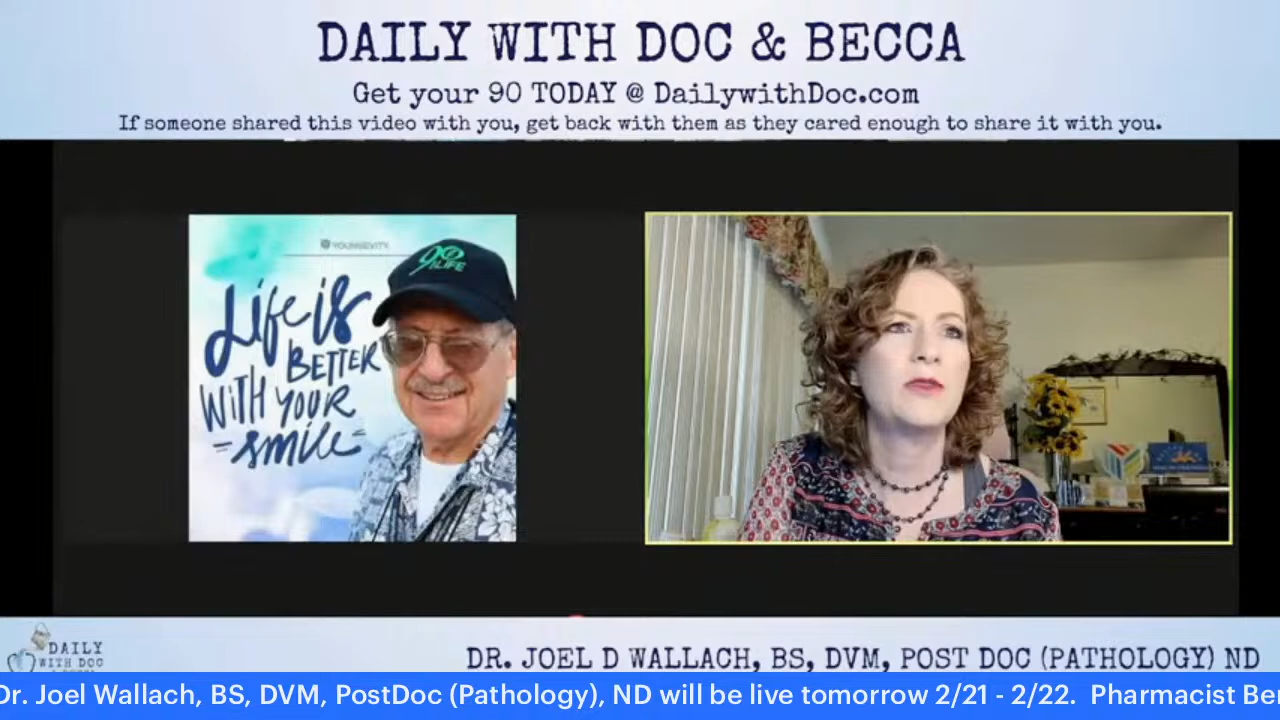 DAILY WITH DOC & BECCA
Get your 90 TODAY @ DailywithDoc.com
If someone shared this video with you, get back with them as they cared enough to share it with you.
YOUNGEVITY
90
4LIFE
Life is
BETTER
WITH YOUR
smile
DAILY
WITH DOC
DR. JOEL D WALLACH, BS, DVM, POST DOC (PATHOLOGY) ND
Dr. Joel Wallach, BS, DVM, PostDoc (Pathology), ND will be live tomorrow 2/21 - 2/22. Pharmacist Ber